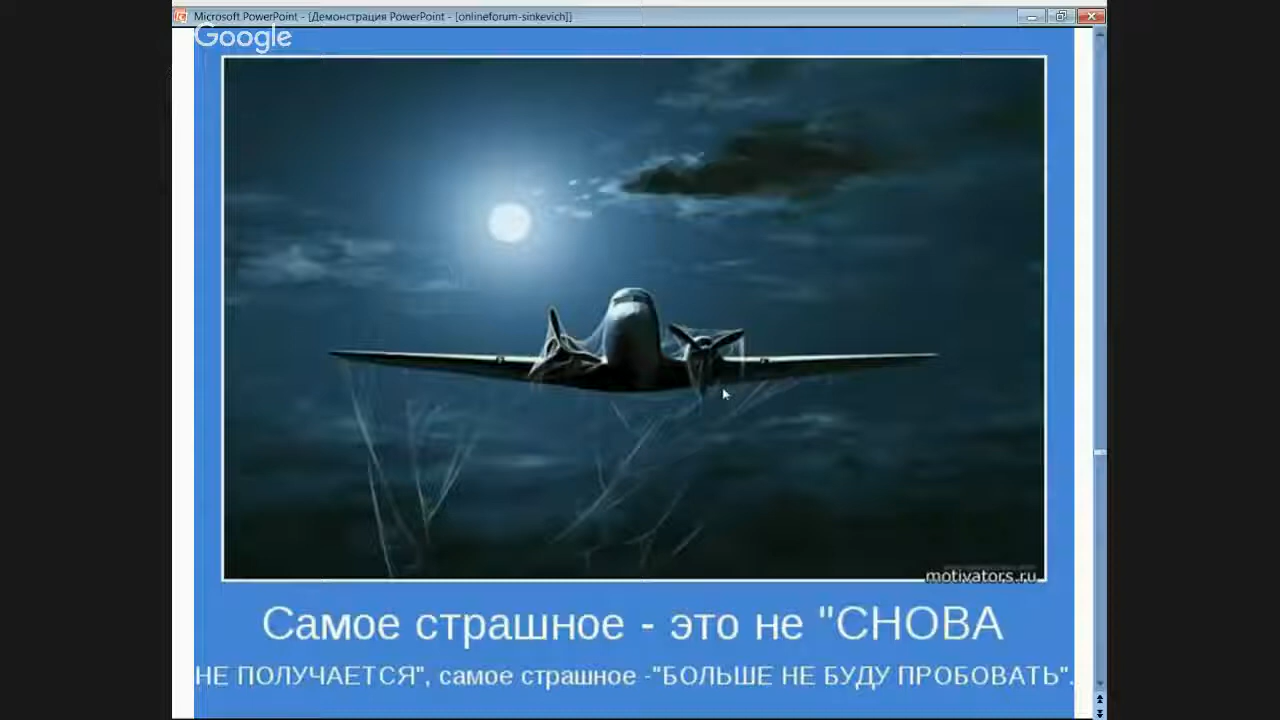 Microsoft PowerPoint - [Демонстрация PowerPoint - [onlineforum-sinkevich]]
Google
motivators.ru
Самое страшное - это не "СНОВА
НЕ ПОЛУЧАЕТСЯ", самое страшное -"БОЛЬШЕ НЕ БУДУ ПРОБОВАТЬ".